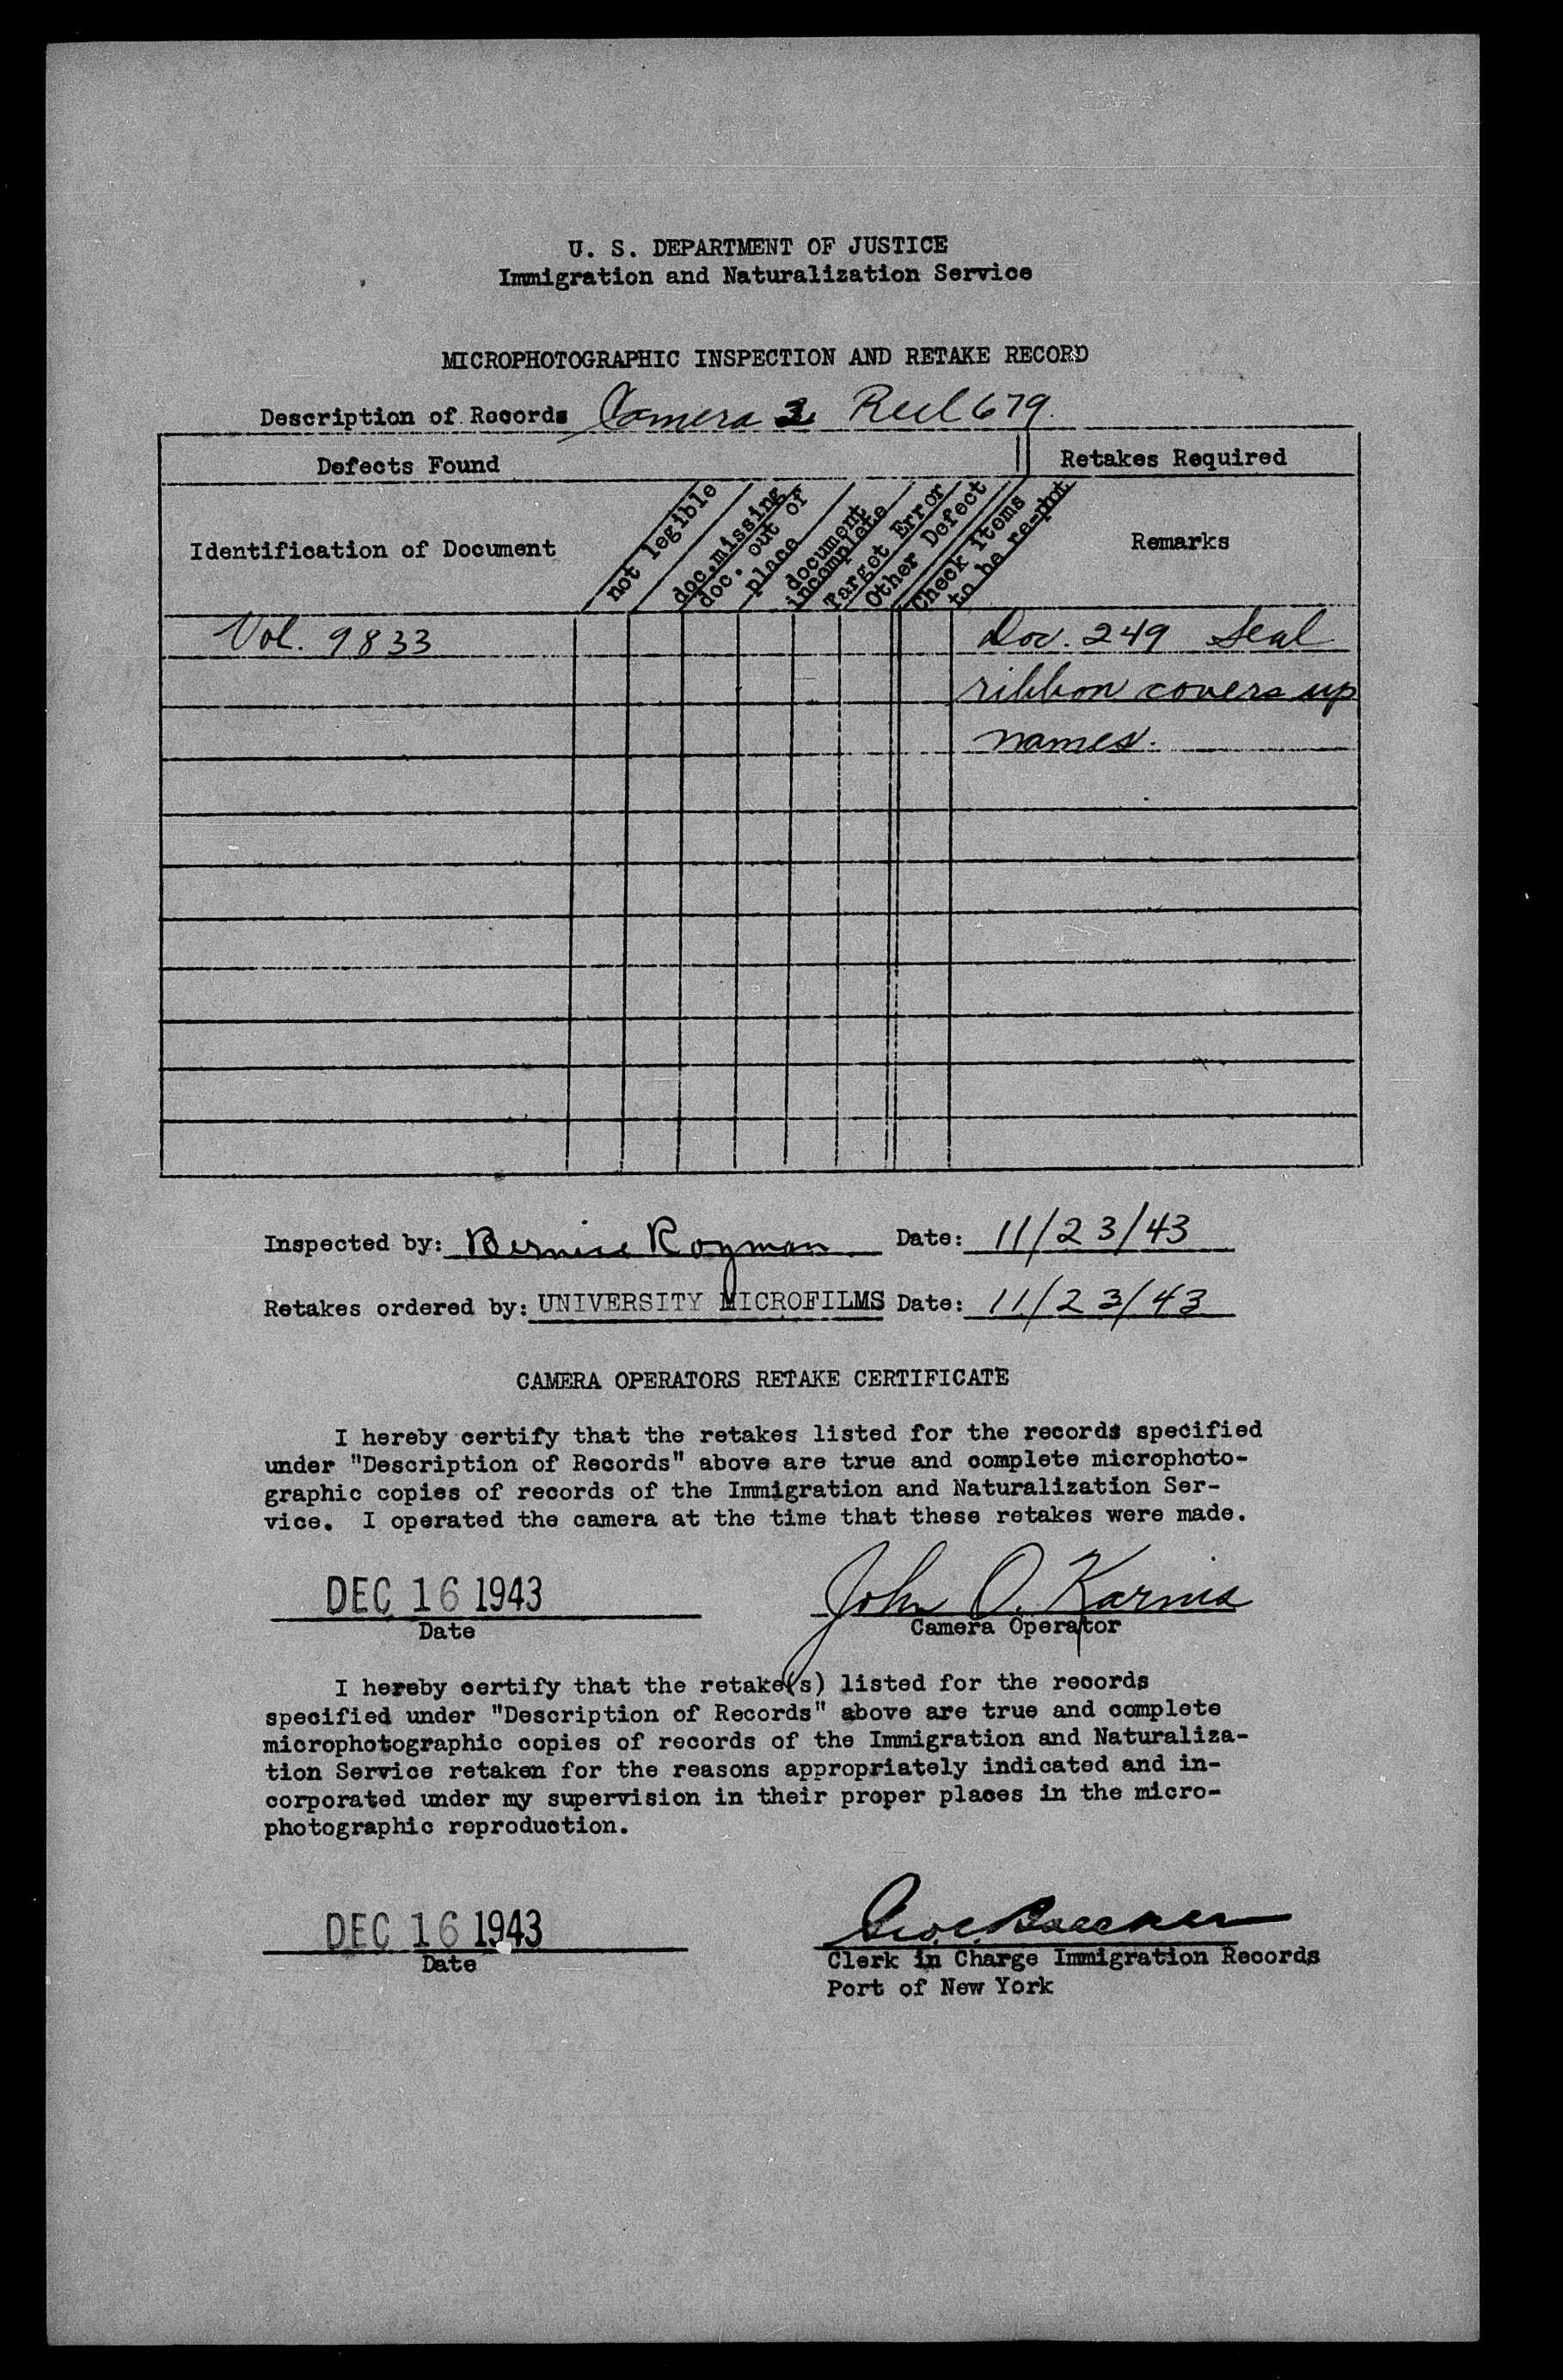 U. S. DEPARTMENT OF JUSTICE
Immigration and Naturalization Service
MICROPHOTOGRAPHIC INSPECTION AND RETAKE RECORD
Description of Records Camera Reel 679.
Defects Found
Retakes Required
Identification of Document
not legible
doc. missing
doc. out of
place
document
incomplete
Target Error
Other Defect
Check items
to be re-phot
Remarks
Vol. 9833
Doc. 249 Seal
ribbon covers up
names.
Inspected by: Bernice Date: 11/23/43
Retakes ordered by: UNIVERSITY MICROFILMS Date: 11/23/43
CAMERA OPERATORS RETAKE CERTIFICATE
I hereby certify that the retakes listed for the records specified
under "Description of Records" above are true and complete microphoto-
graphic copies of records of the Immigration and Naturalization Ser-
vice. I operated the camera at the time that these retakes were made.
DEC 16 1943
John O.
Date
Camera Operator
I hereby certify that the retake(s) listed for the records
specified under "Description of Records" above are true and complete
microphotographic copies of records of the Immigration and Naturaliza-
tion Service retaken for the reasons appropriately indicated and in-
corporated under my supervision in their proper places in the micro-
photographic reproduction.
DEC 16 1943
Date
Clerk in Charge Immigration Records
Port of New York